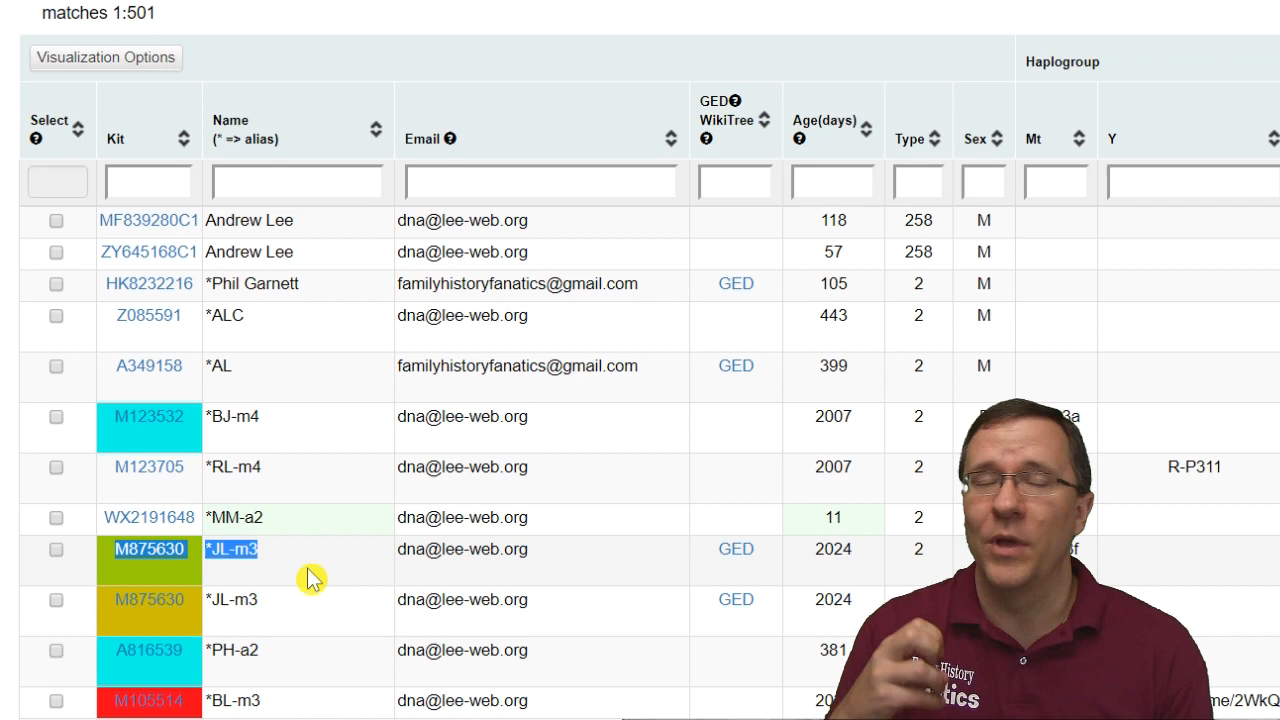 matches 1:501
Visualization Options
Haplogroup
Select Kit Name (* => alias) Email GED WikiTree Age(days) Type Sex Mt Y
MF839280C1 Andrew Lee dna@lee-web.org 118 258 M
ZY645168C1 Andrew Lee dna@lee-web.org 57 258 M
HK8232216 *Phil Garnett familyhistoryfanatics@gmail.com GED 105 2 M
Z085591 *ALC dna@lee-web.org 443 2 M
A349158 *AL familyhistoryfanatics@gmail.com GED 399 2 M
M123532 *BJ-m4 dna@lee-web.org 2007 2
M123705 *RL-m4 dna@lee-web.org 2007 2 R-P311
WX2191648 *MM-a2 dna@lee-web.org 11 2
M875630 *JL-m3 dna@lee-web.org GED 2024 2
M875630 *JL-m3 dna@lee-web.org GED 2024
A816539 *PH-a2 dna@lee-web.org 381
M105514 *BL-m3 dna@lee-web.org
History